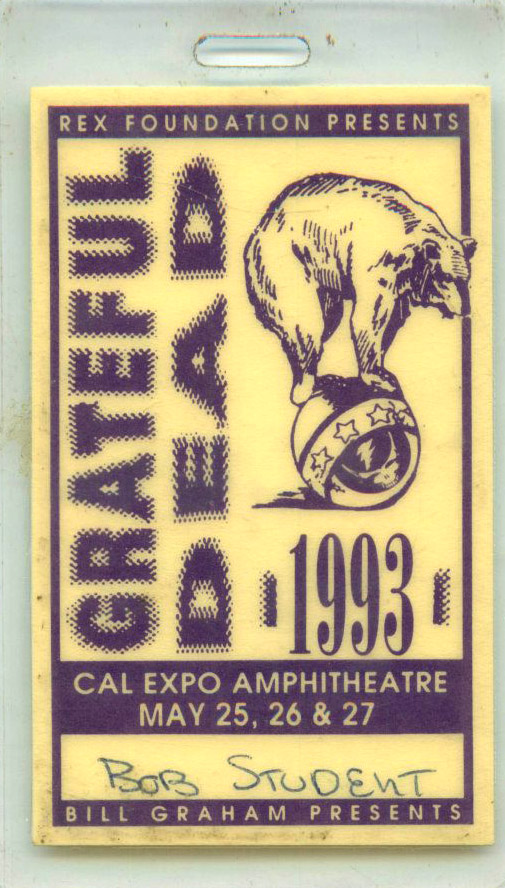 REX FOUNDATION PRESENTS
GRATEFUL
DEAD
1993
CAL EXPO AMPHITHEATRE
MAY 25, 26 & 27
BOB STUDENT
BILL GRAHAM PRESENTS